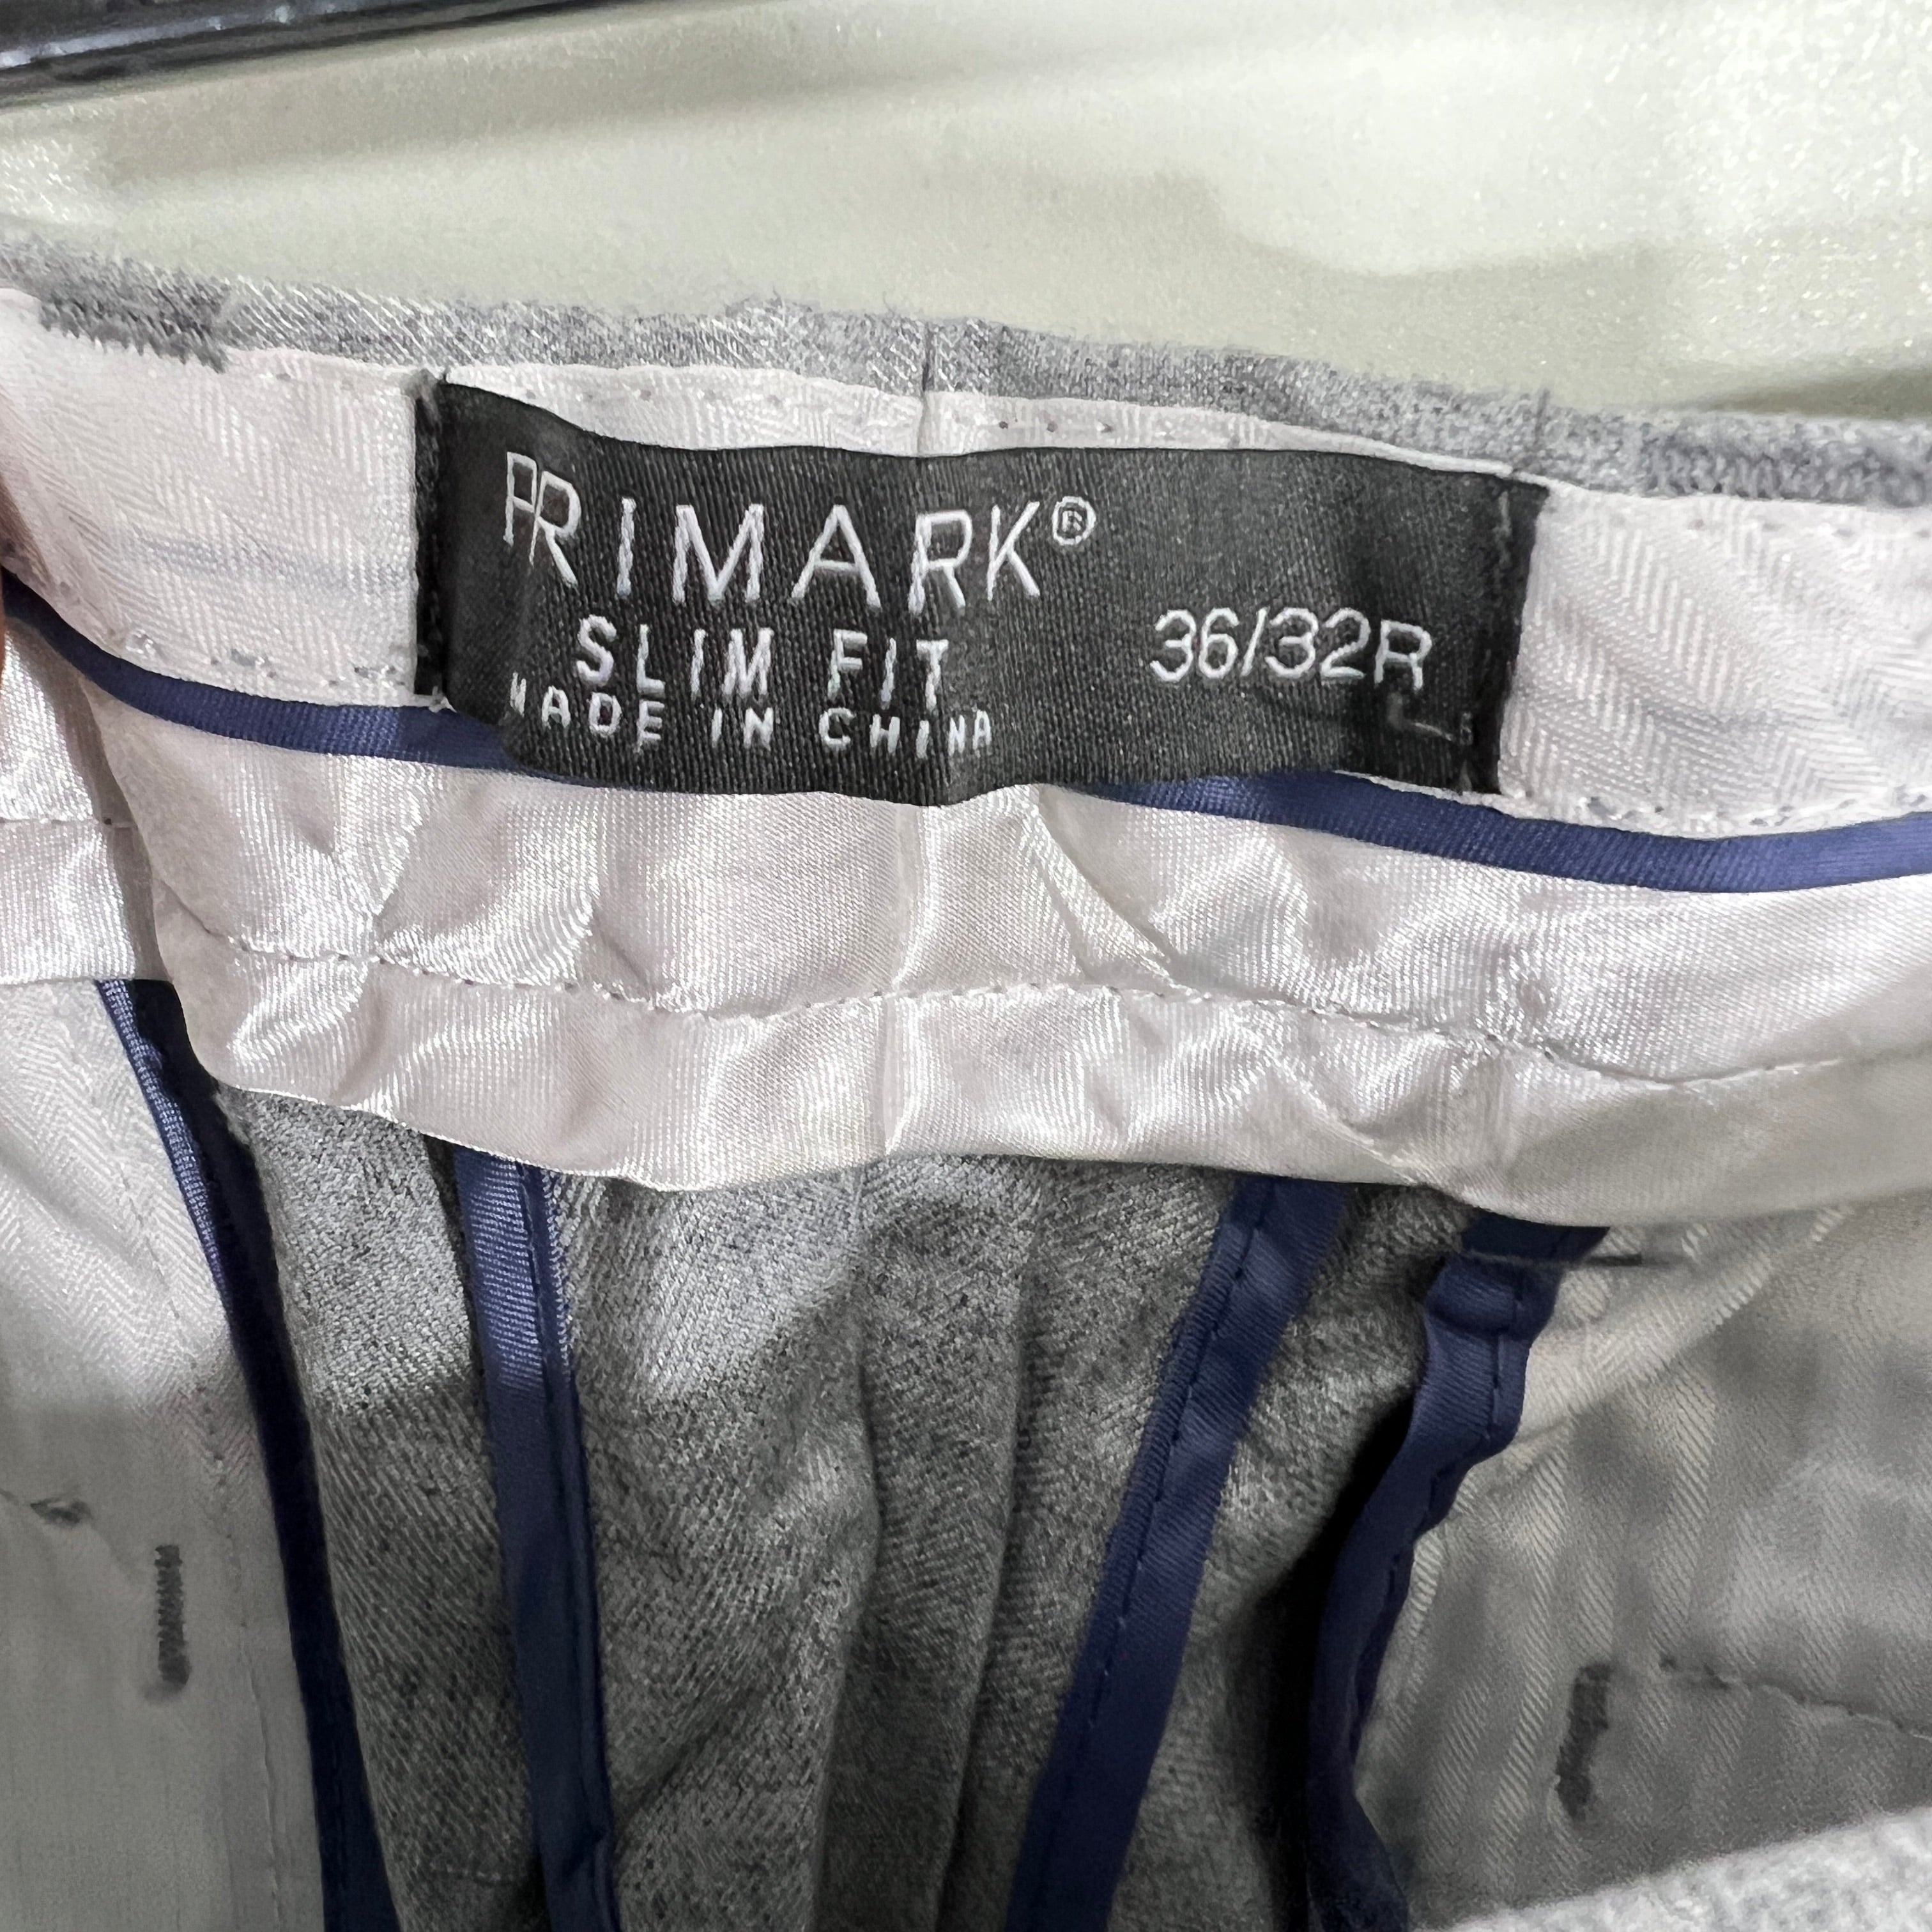 PRIMARK®
SLIM FIT
36/32R
MADE IN CHINA